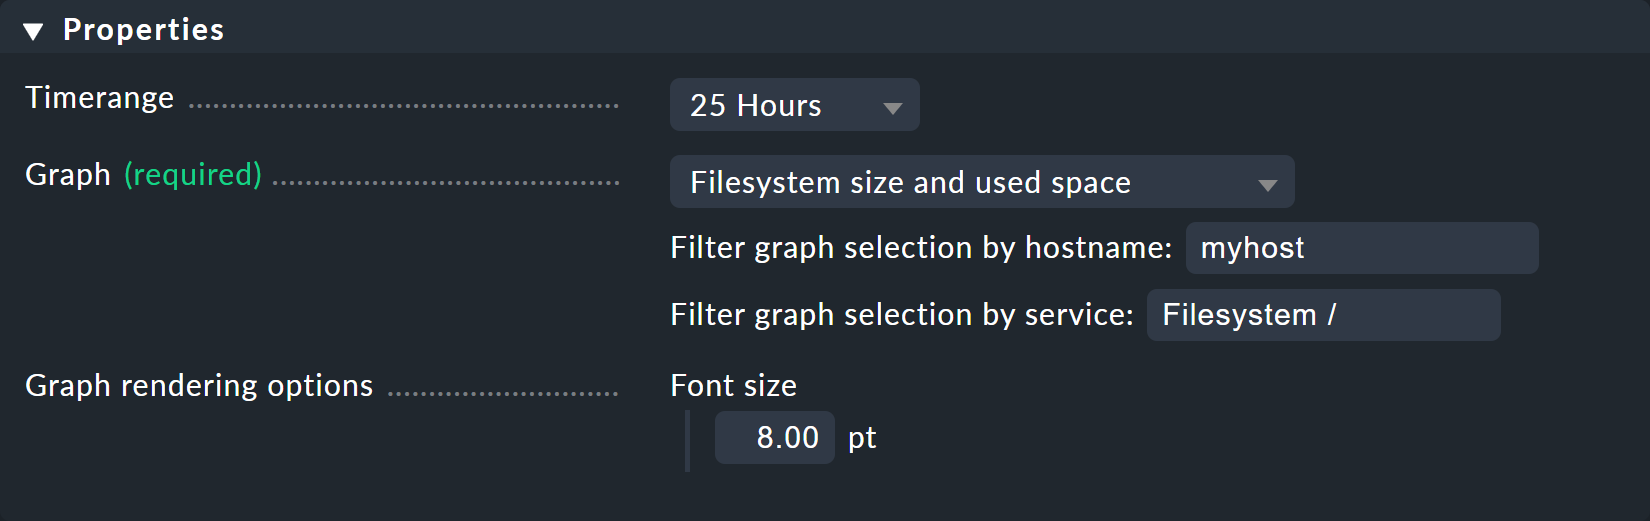 Properties
Timerange 25 Hours
Graph (required) Filesystem size and used space
Filter graph selection by hostname: myhost
Filter graph selection by service: Filesystem /
Graph rendering options Font size
8.00 pt